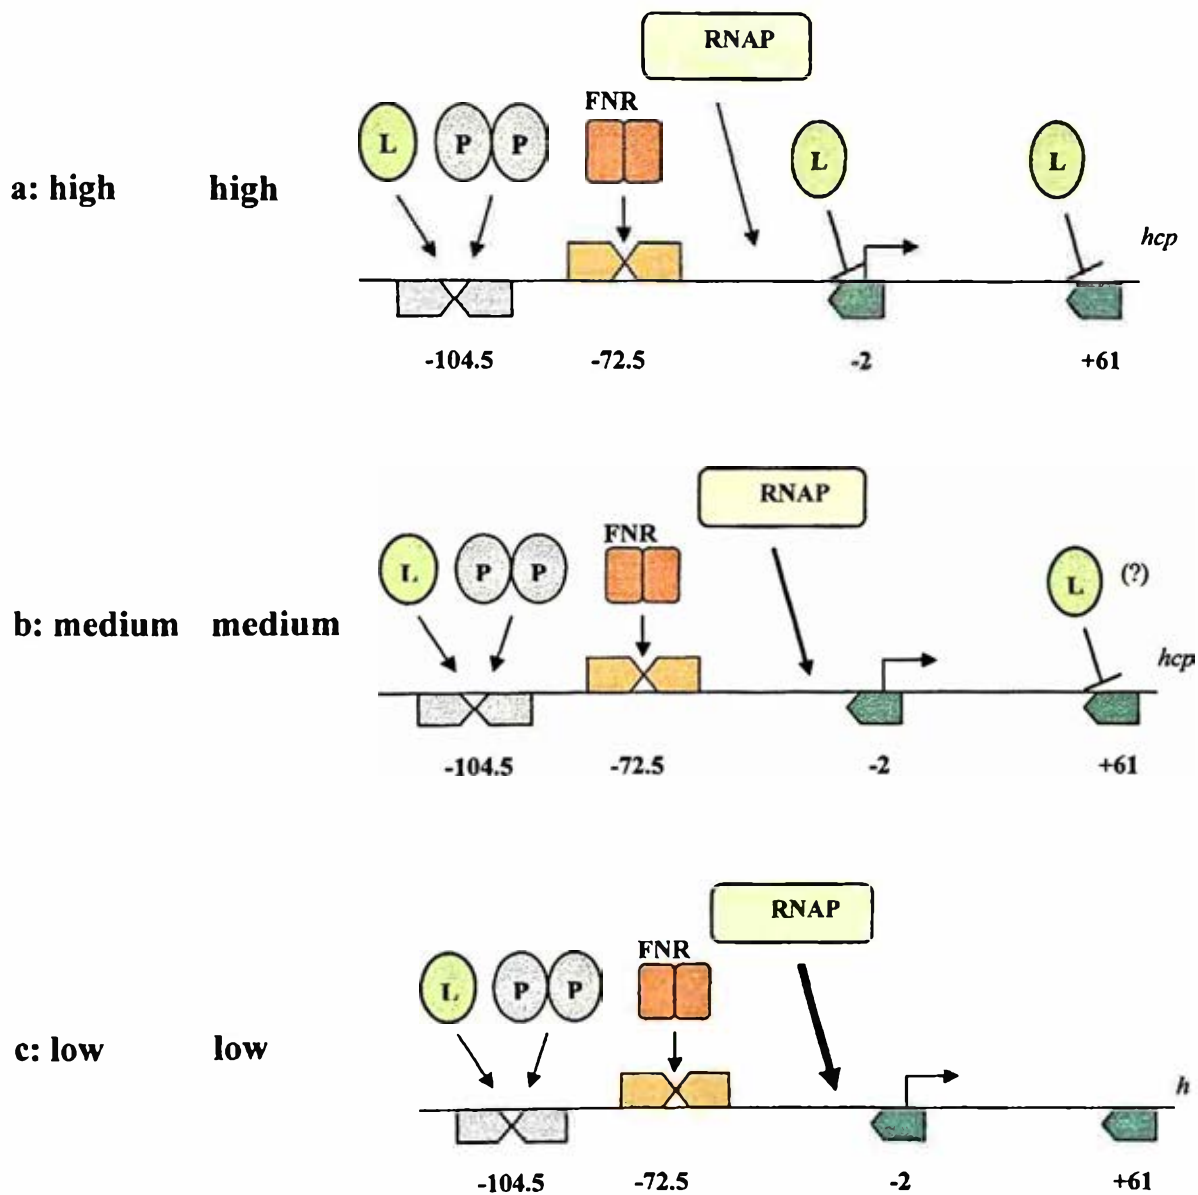 RNAP
FNR
L P P
L L
a: high high
hcp
-104.5 -72.5 -2 +61
RNAP
FNR
L P P
L (?)
b: medium medium
hcp
-104.5 -72.5 -2 +61
RNAP
FNR
L P P
c: low low
h
-104.5 -72.5 -2 +61